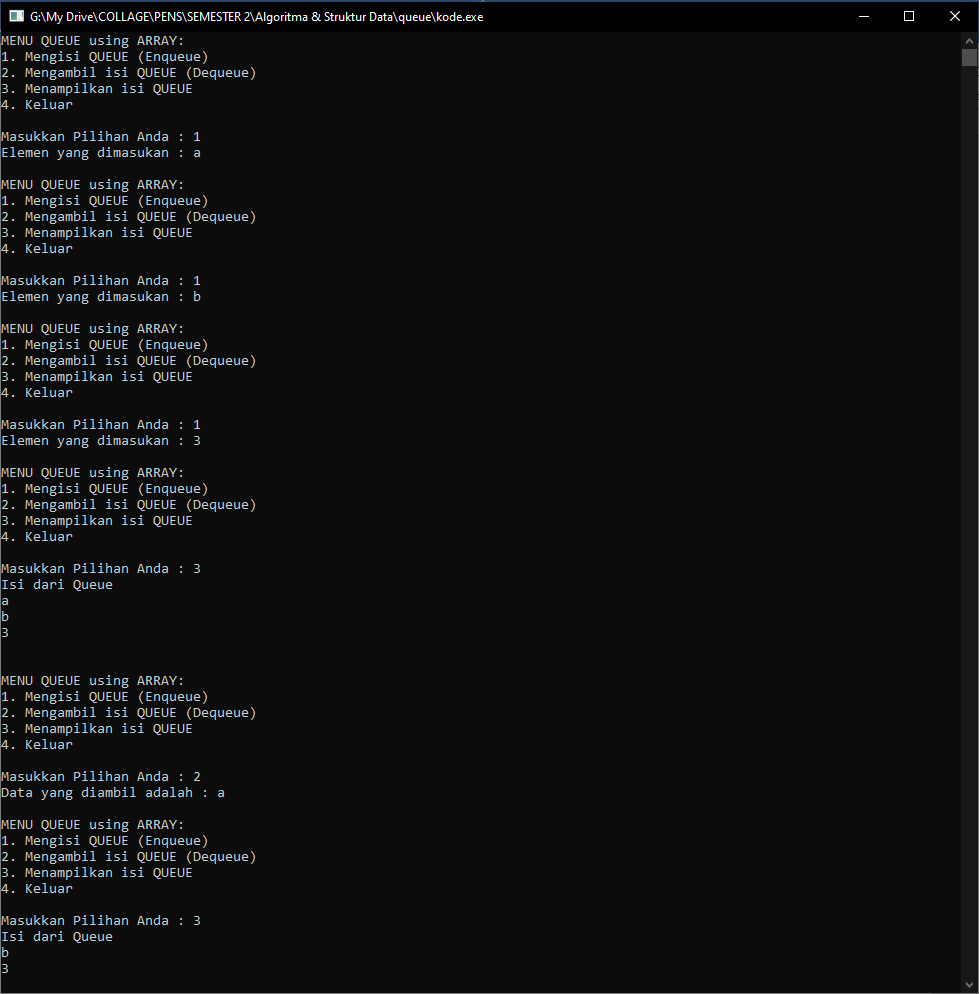 G:\My Drive\COLLAGE\PENS\SEMESTER 2\Algoritma & Struktur Data\queue\kode.exe
MENU QUEUE using ARRAY:
1. Mengisi QUEUE (Enqueue)
2. Mengambil isi QUEUE (Dequeue)
3. Menampilkan isi QUEUE
4. Keluar

Masukkan Pilihan Anda : 1
Elemen yang dimasukan : a

MENU QUEUE using ARRAY:
1. Mengisi QUEUE (Enqueue)
2. Mengambil isi QUEUE (Dequeue)
3. Menampilkan isi QUEUE
4. Keluar

Masukkan Pilihan Anda : 1
Elemen yang dimasukan : b

MENU QUEUE using ARRAY:
1. Mengisi QUEUE (Enqueue)
2. Mengambil isi QUEUE (Dequeue)
3. Menampilkan isi QUEUE
4. Keluar

Masukkan Pilihan Anda : 1
Elemen yang dimasukan : 3

MENU QUEUE using ARRAY:
1. Mengisi QUEUE (Enqueue)
2. Mengambil isi QUEUE (Dequeue)
3. Menampilkan isi QUEUE
4. Keluar

Masukkan Pilihan Anda : 3
Isi dari Queue
a
b
3

MENU QUEUE using ARRAY:
1. Mengisi QUEUE (Enqueue)
2. Mengambil isi QUEUE (Dequeue)
3. Menampilkan isi QUEUE
4. Keluar

Masukkan Pilihan Anda : 2
Data yang diambil adalah : a

MENU QUEUE using ARRAY:
1. Mengisi QUEUE (Enqueue)
2. Mengambil isi QUEUE (Dequeue)
3. Menampilkan isi QUEUE
4. Keluar

Masukkan Pilihan Anda : 3
Isi dari Queue
b
3